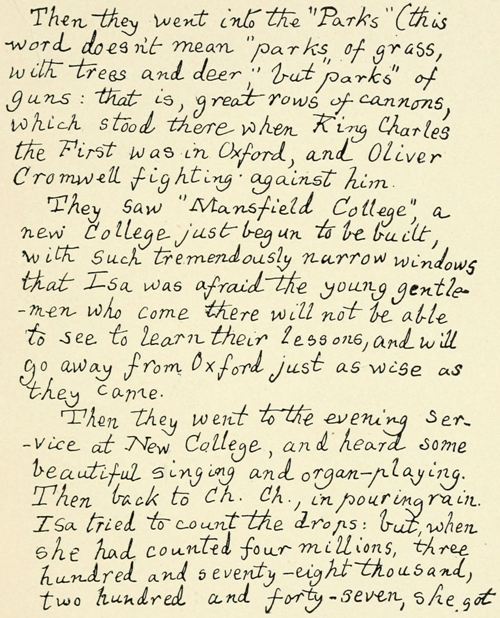 Then they went into the "Parks" (this
word doesn't mean "parks of grass,
with trees and deer," but "parks" of
guns: that is, great rows of cannons,
which stood there when King Charles
the First was in Oxford, and Oliver
Cromwell fighting against him.
They saw "Mansfield College", a
new College just begun to be built,
with such tremendously narrow windows
that Isa was afraid the young gentle-
-men who come there will not be able
to see to learn their lessons, and will
go away from Oxford just as wise as
they came.
Then they went to the evening ser-
-vice at New College, and heard some
beautiful singing and organ-playing.
Then back to Ch. Ch., in pouring rain.
Isa tried to count the drops: but, when
she had counted four millions, three
hundred and seventy-eight thousand,
two hundred and forty-seven, she got